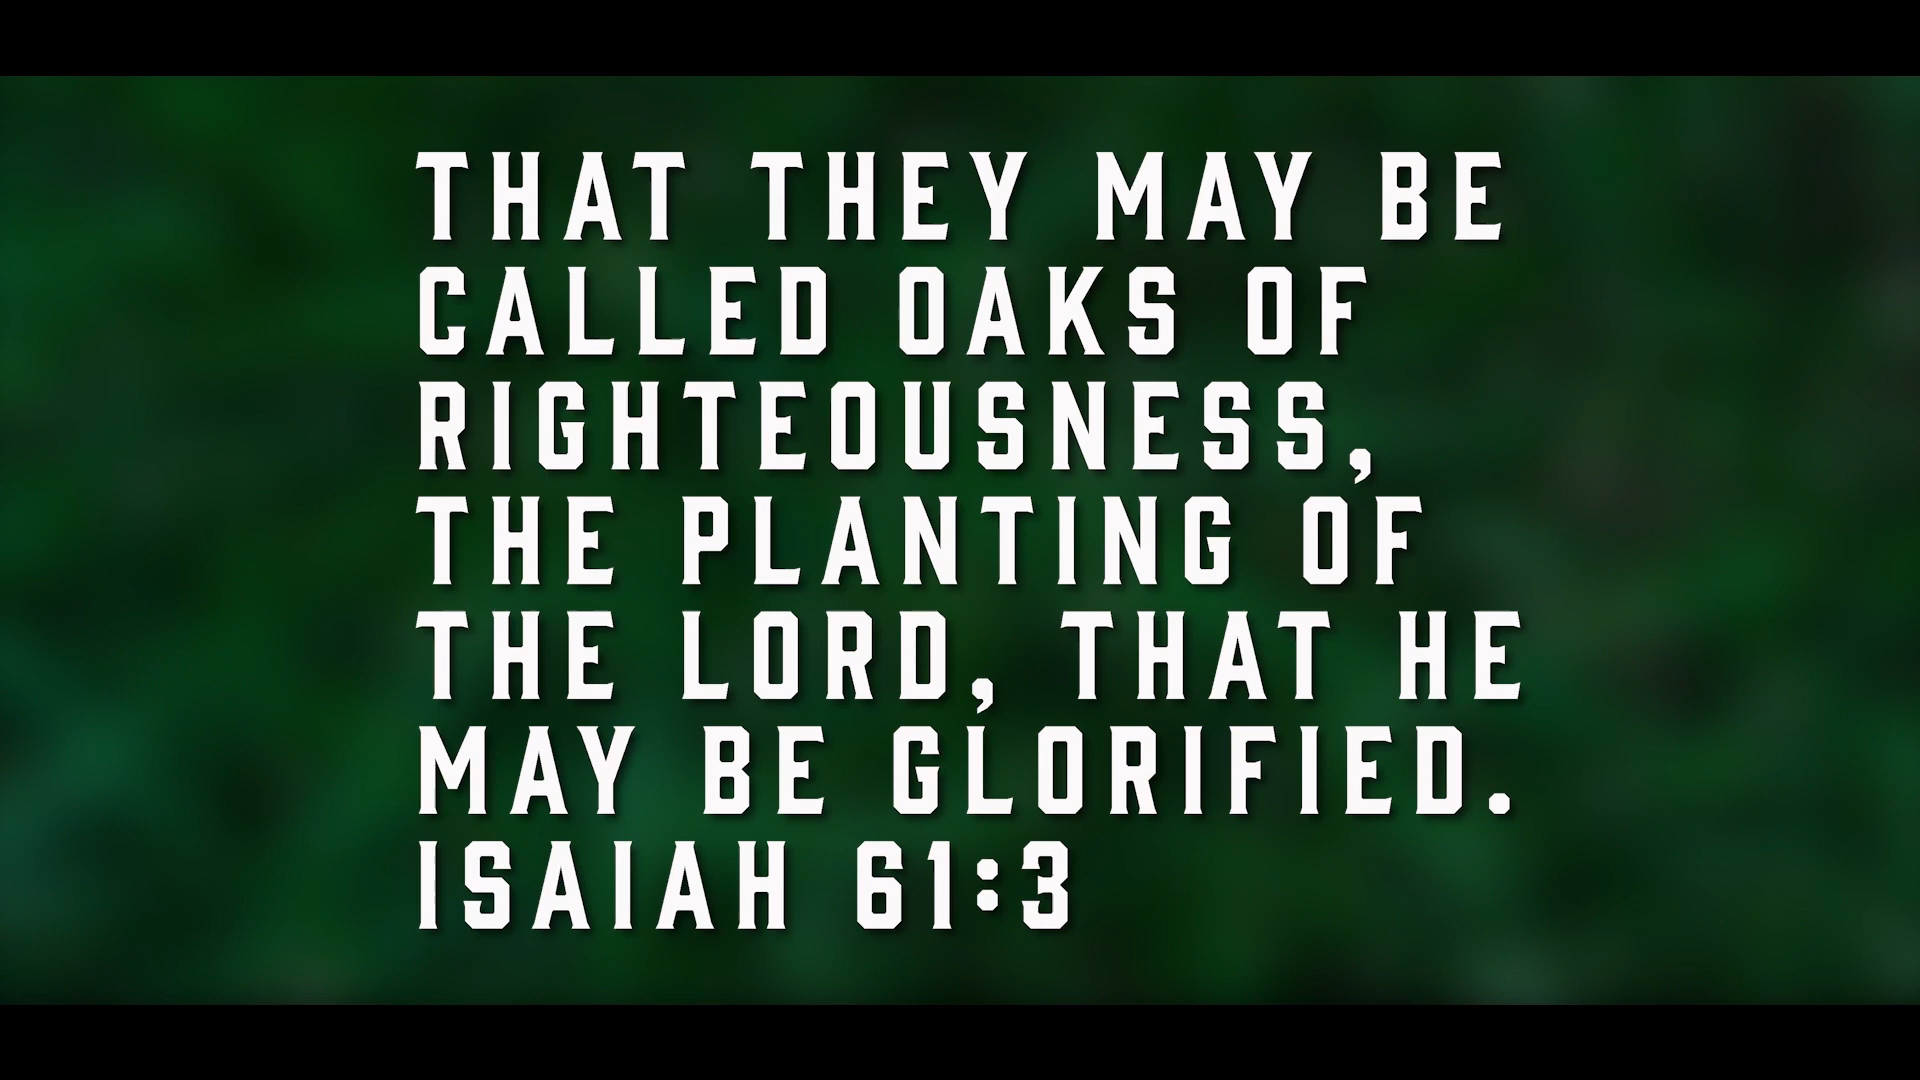 THAT THEY MAY BE
CALLED OAKS OF
RIGHTEOUSNESS,
THE PLANTING OF
THE LORD, THAT HE
MAY BE GLORIFIED.
ISAIAH 61:3